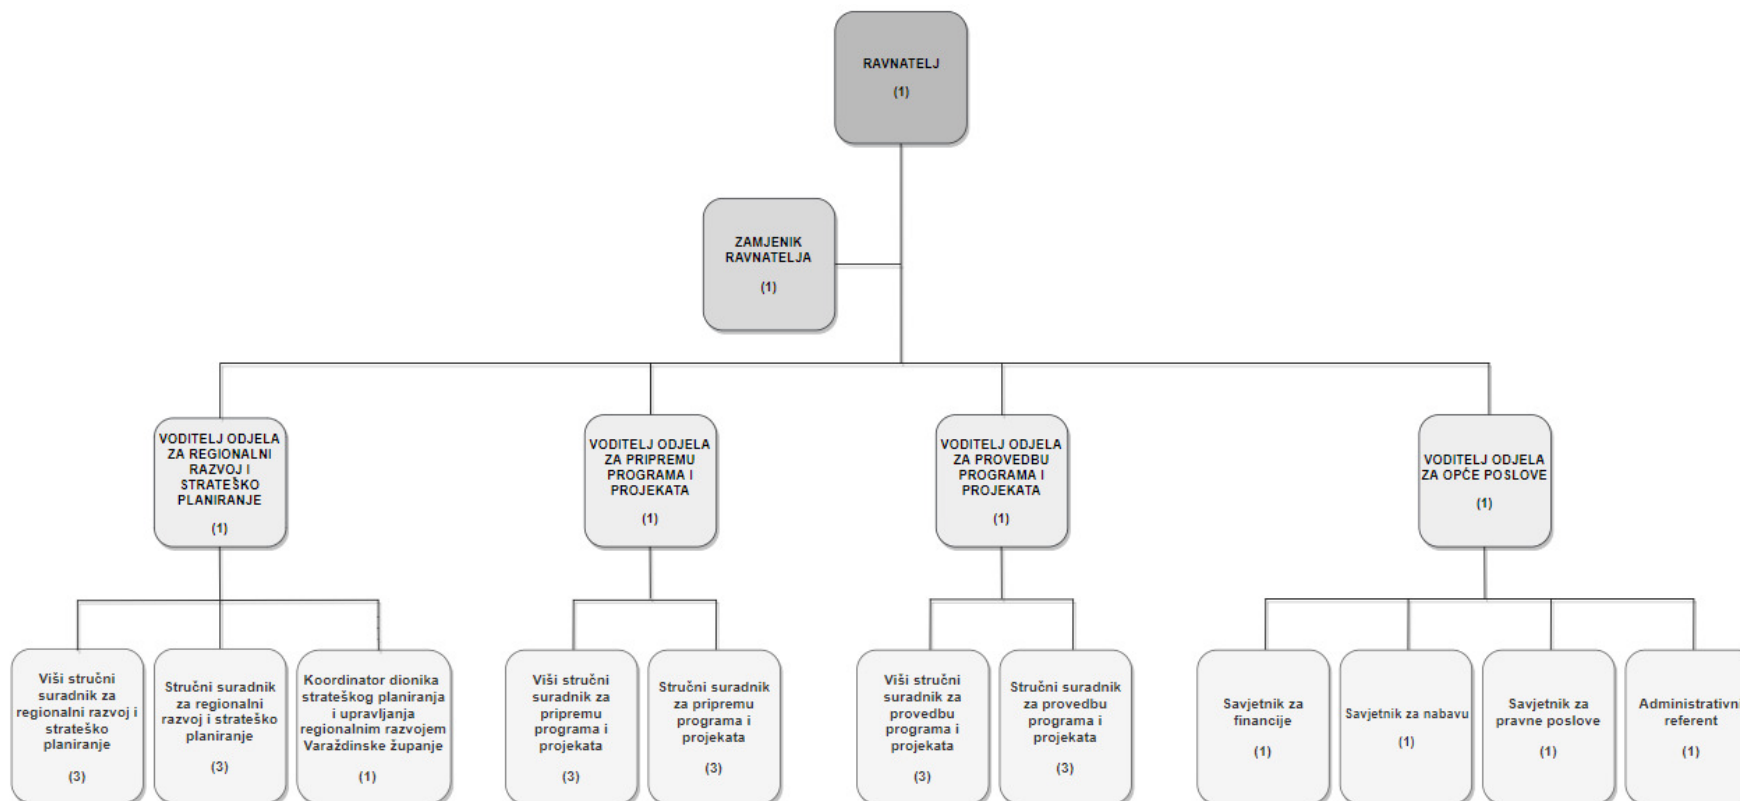 RAVNATELJ
(1)
ZAMJENIK
RAVNATELJA
(1)
VODITELJ ODJELA
ZA REGIONALNI
RAZVOJ I
STRATEŠKO
PLANIRANJE
(1)
VODITELJ ODJELA
ZA PRIPREMU
PROGRAMA I
PROJEKATA
(1)
VODITELJ ODJELA
ZA PROVEDBU
PROGRAMA I
PROJEKATA
(1)
VODITELJ ODJELA
ZA OPĆE POSLOVE
(1)
Viši stručni
suradnik za
regionalni razvoj i
strateško
planiranje
(3)
Stručni suradnik
za regionalni
razvoj i strateško
planiranje
(3)
Koordinator dionika
strateškog planiranja
i upravljanja
regionalnim razvojem
Varaždinske županje
(1)
Viši stručni
suradnik za
pripremu
programa i
projekata
(3)
Stručni suradnik
za pripremu
programa i
projekata
(3)
Viši stručni
suradnik za
provedbu
programa i
projekata
(3)
Stručni suradnik
za provedbu
programa i
projekata
(3)
Savjetnik za
financije
(1)
Savjetnik za nabavu
(1)
Savjetnik za
pravne poslove
(1)
Administrativni
referent
(1)